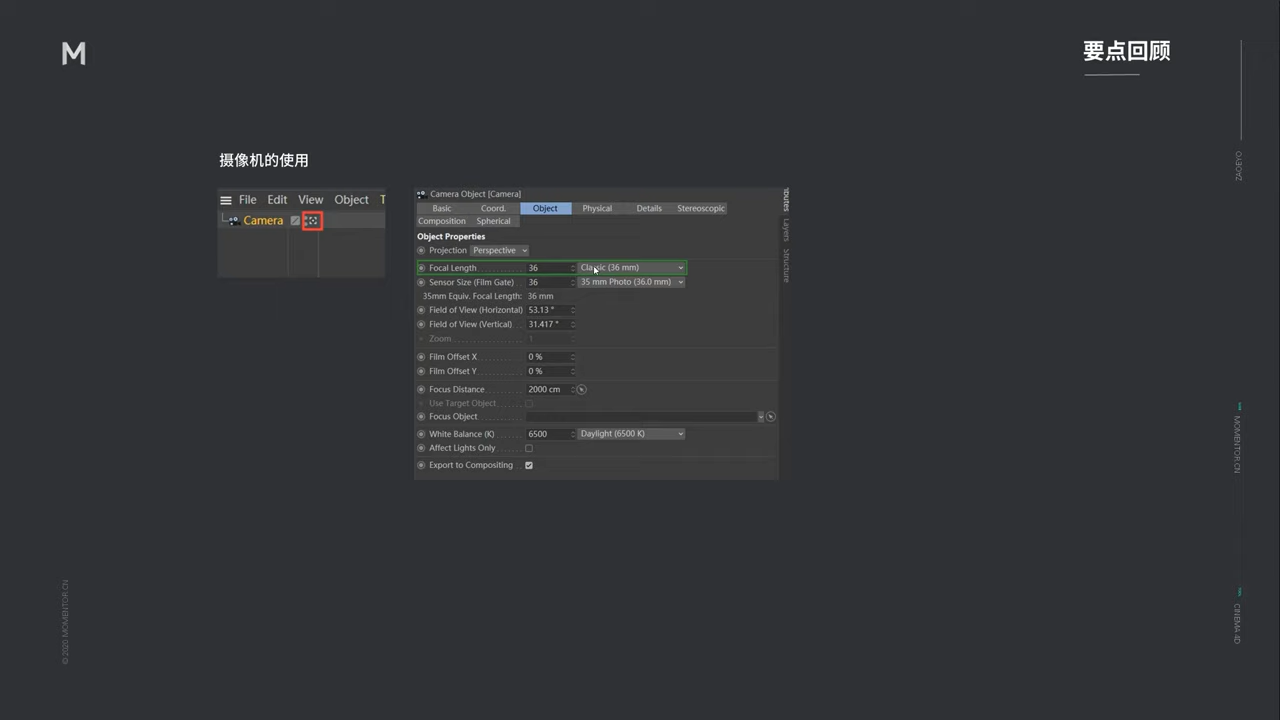 M
要点回顾
摄像机的使用
File Edit View Object T
Camera
Camera Object [Camera]
Basic Coord. Object Physical Details Stereoscopic
Composition Spherical
Object Properties
Projection Perspective
Focal Length 36 Classic (36 mm)
Sensor Size (Film Gate) 36 35 mm Photo (36.0 mm)
35mm Equiv. Focal Length: 36 mm
Field of View (Horizontal) 53.13 °
Field of View (Vertical) 31.417 °
Zoom 1
Film Offset X 0 %
Film Offset Y 0 %
Focus Distance 2000 cm
Use Target Object
Focus Object
White Balance (K) 6500 Daylight (6500 K)
Affect Lights Only
Export to Compositing
Layers
Structure
ZAOEYO
MOMENTOR.CN
CINEMA 4D
© 2020 MOMENTOR.CN